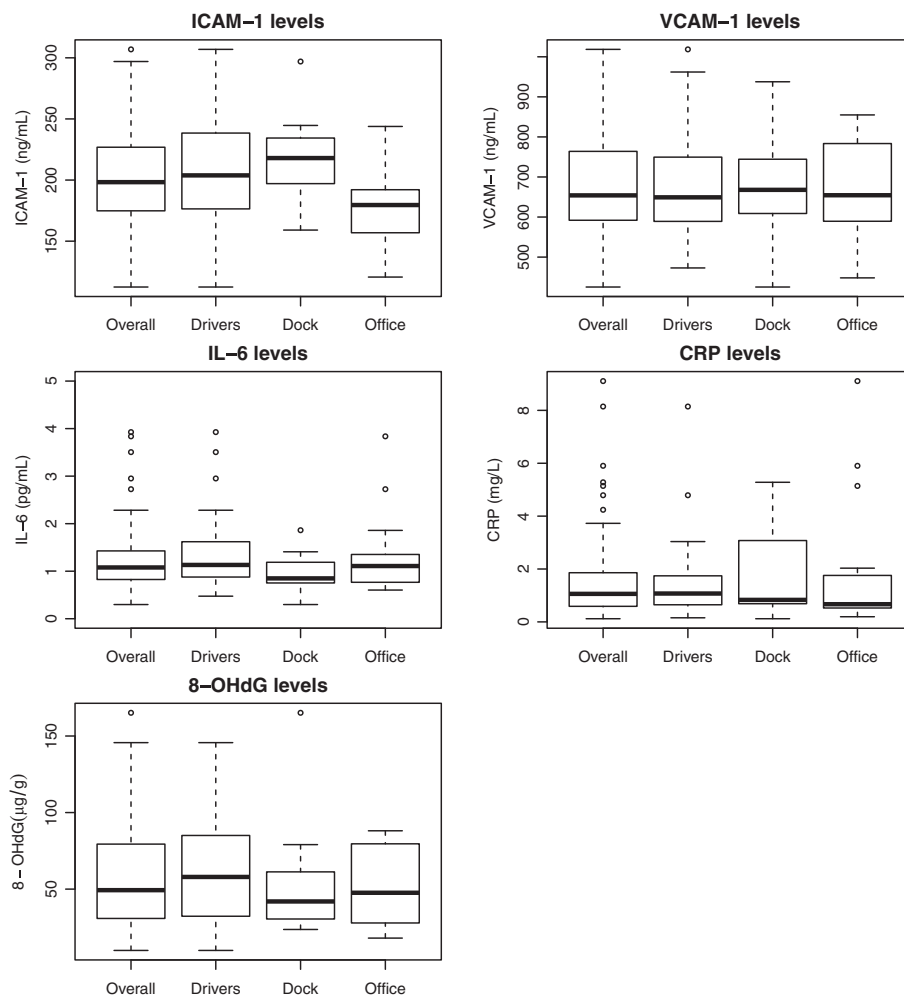 ICAM−1 levels
ICAM−1 (ng/mL)
300
250
200
150
Overall Drivers Dock Office
VCAM−1 levels
VCAM−1 (ng/mL)
900
800
700
600
500
Overall Drivers Dock Office
IL−6 levels
IL−6 (pg/mL)
5
4
3
2
1
0
Overall Drivers Dock Office
CRP levels
CRP (mg/L)
8
6
4
2
0
Overall Drivers Dock Office
8−OHdG levels
8−OHdG(μg/g)
150
100
50
Overall Drivers Dock Office